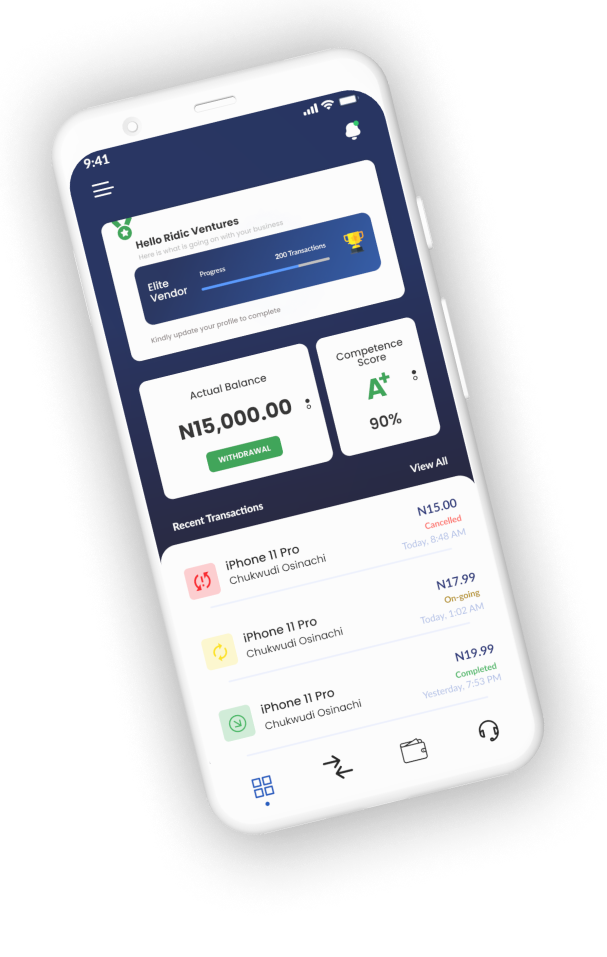 9:41
Hello Ridic Ventures
Here is what is going on with your business
Elite
Vendor
Progress
200 Transactions
Kindly update your profile to complete
Actual Balance
N15,000.00
WITHDRAWAL
Competence
Score
A+
90%
Recent Transactions
View All
iPhone 11 Pro
Chukwudi Osinachi
N15.00
Cancelled
Today, 8:48 AM
iPhone 11 Pro
Chukwudi Osinachi
N17.99
On-going
Today, 1:02 AM
iPhone 11 Pro
Chukwudi Osinachi
N19.99
Completed
Yesterday, 7:53 PM